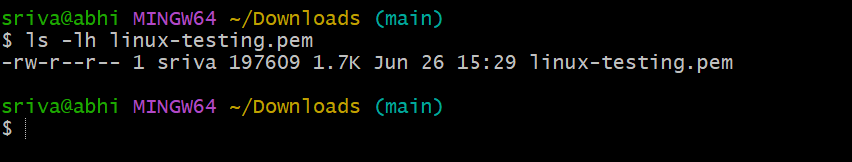 sriva@abhi MINGW64 ~/Downloads (main)
$ ls -lh linux-testing.pem
-rw-r--r-- 1 sriva 197609 1.7K Jun 26 15:29 linux-testing.pem
sriva@abhi MINGW64 ~/Downloads (main)
$